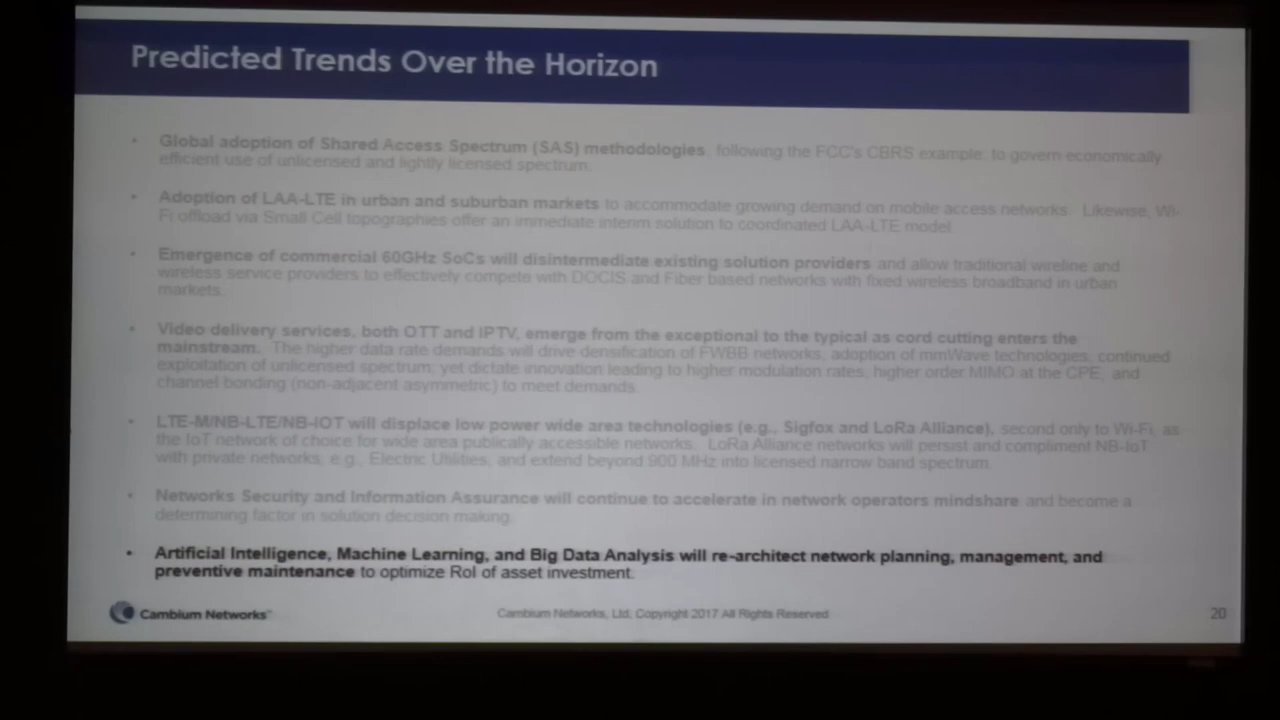 Predicted Trends Over the Horizon
• Global adoption of Shared Access Spectrum (SAS) methodologies, following the FCC's CBRS example, to govern economically
efficient use of unlicensed and lightly licensed spectrum.
• Adoption of LAA-LTE in urban and suburban markets to accommodate growing demand on mobile access networks. Likewise, Wi-
Fi offload via Small Cell topographies offer an immediate interim solution to coordinated LAA-LTE model.
• Emergence of commercial 60GHz SoCs will disintermediate existing solution providers and allow traditional wireline and
wireless service providers to effectively compete with DOCIS and Fiber based networks with fixed wireless broadband in urban
markets.
• Video delivery services, both OTT and IPTV, emerge from the exceptional to the typical as cord cutting enters the
mainstream. The higher data rate demands will drive densification of FWBB networks, adoption of mmWave technologies, continued
exploitation of unlicensed spectrum; yet dictate innovation leading to higher modulation rates, higher order MIMO at the CPE, and
channel bonding (non-adjacent asymmetric) to meet demands.
• LTE-M/NB-LTE/NB-IOT will displace low power wide area technologies (e.g., Sigfox and LoRa Alliance), second only to Wi-Fi, as
the IoT network of choice for wide area publically accessible networks. LoRa Alliance networks will persist and compliment NB-IoT
with private networks, e.g., Electric Utilities, and extend beyond 900 MHz into licensed narrow band spectrum.
• Networks Security and Information Assurance will continue to accelerate in network operators mindshare and become a
determining factor in solution decision making.
• Artificial Intelligence, Machine Learning, and Big Data Analysis will re-architect network planning, management, and
preventive maintenance to optimize RoI of asset investment.
Cambium Networks™
Cambium Networks, Ltd. Copyright 2017 All Rights Reserved
20